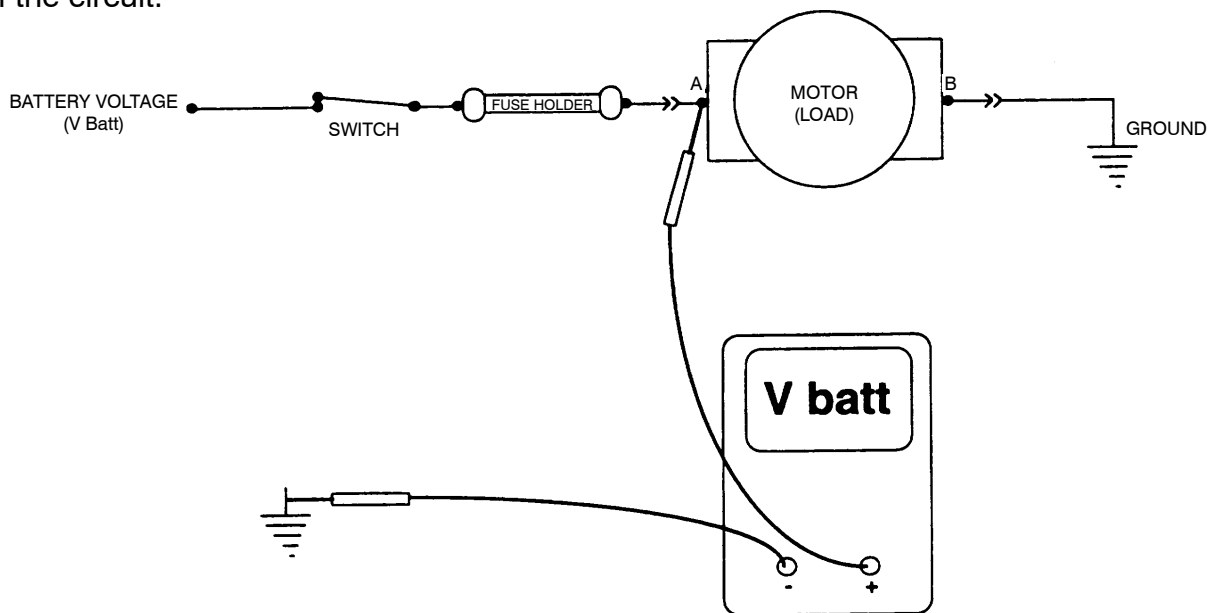 the circuit.
BATTERY VOLTAGE
(V Batt)
SWITCH
FUSE HOLDER
A
MOTOR
(LOAD)
B
GROUND
V batt
-
+